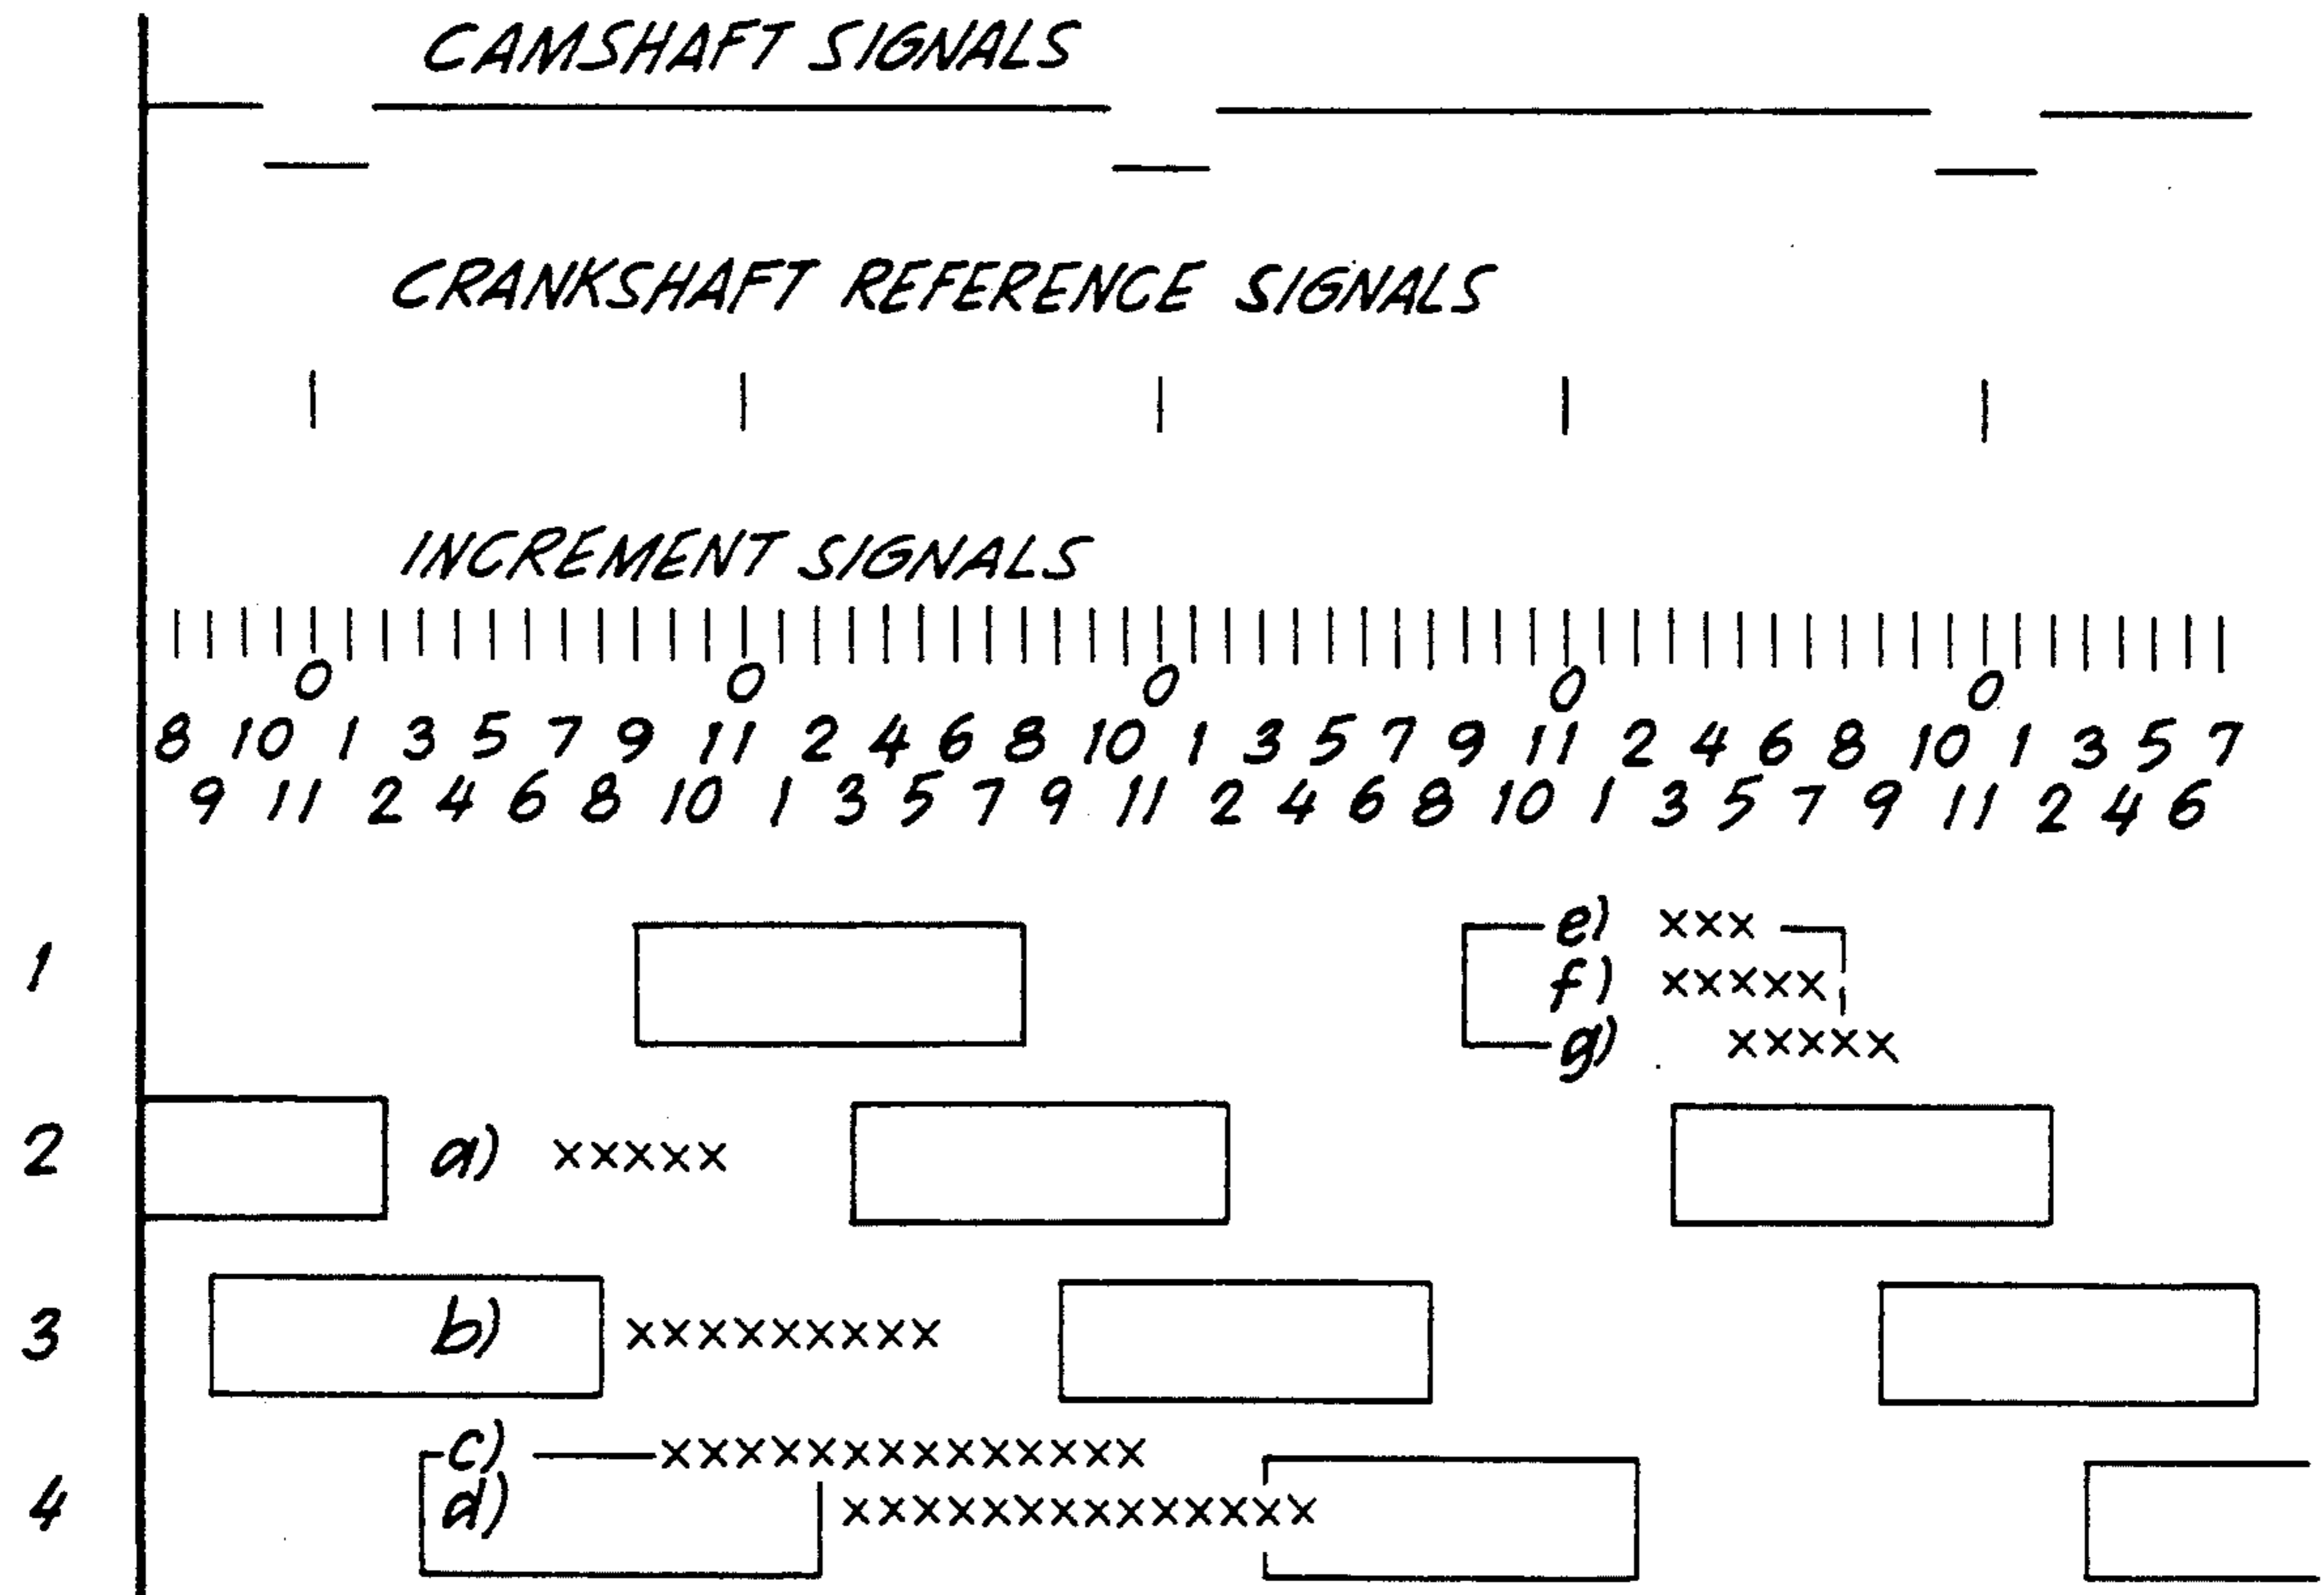 CAMSHAFT SIGNALS
CRANKSHAFT REFERENCE SIGNALS
INCREMENT SIGNALS
0 0 0 0 0
8 10 1 3 5 7 9 11 2 4 6 8 10 1 3 5 7 9 11 2 4 6 8 10 1 3 5 7
9 11 2 4 6 8 10 1 3 5 7 9 11 2 4 6 8 10 1 3 5 7 9 11 2 4 6
e) xxx
1 f) xxxxx
g) xxxxx
2 a) xxxxx
3 b) xxxxxxxxx
c) xxxxxxxxxxxxxx
4 d) xxxxxxxxxxxxxx